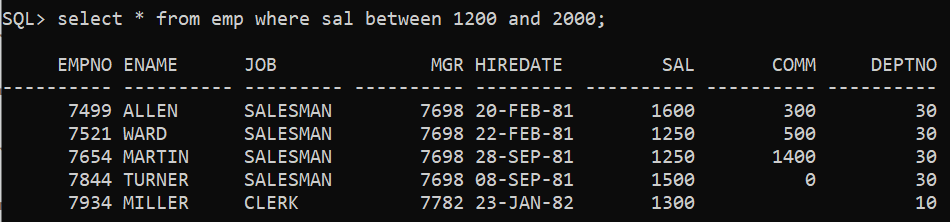 SQL> select * from emp where sal between 1200 and 2000;
     EMPNO ENAME      JOB              MGR HIREDATE         SAL       COMM     DEPTNO
---------- ---------- --------- ---------- --------- ---------- ---------- ----------
      7499 ALLEN      SALESMAN        7698 20-FEB-81       1600        300         30
      7521 WARD       SALESMAN        7698 22-FEB-81       1250        500         30
      7654 MARTIN     SALESMAN        7698 28-SEP-81       1250       1400         30
      7844 TURNER     SALESMAN        7698 08-SEP-81       1500          0         30
      7934 MILLER     CLERK           7782 23-JAN-82       1300                    10